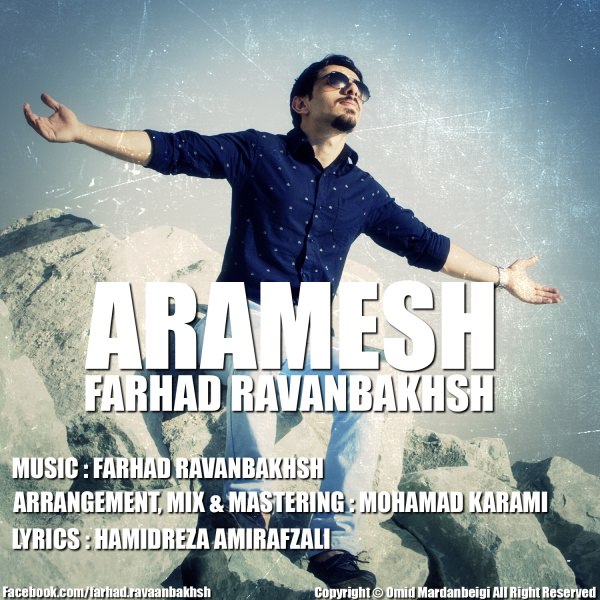 ARAMESH
FARHAD RAVANBAKHSH
MUSIC : FARHAD RAVANBAKHSH
ARRANGEMENT, MIX & MASTERING : MOHAMAD KARAMI
LYRICS : HAMIDREZA AMIRAFZALI
Facebook.com/farhad.ravaanbakhsh
Copyright © Omid Mardanbeigi All Right Reserved